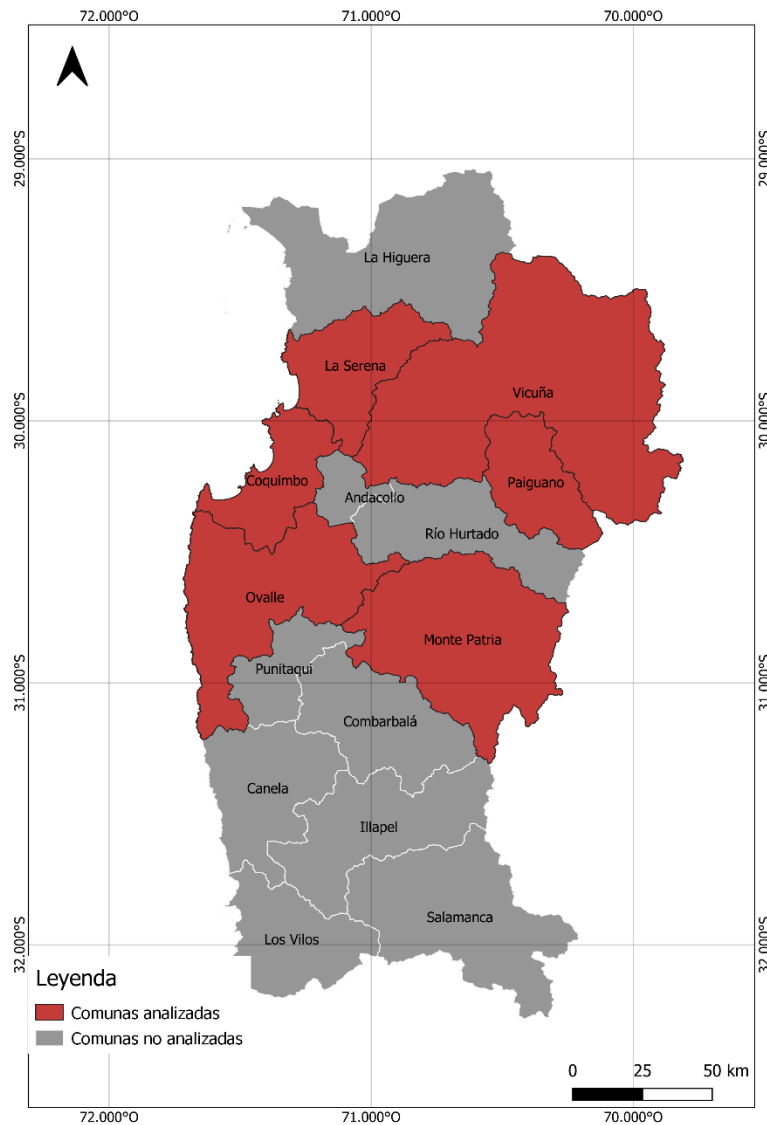 72.000°O 71.000°O 70.000°O
29.000°S 29.000°S
La Higuera
La Serena
Vicuña
30.000°S 30.000°S
Coquimbo
Paiguano
Andacollo
Río Hurtado
Ovalle
Monte Patria
Punitaqui
31.000°S 31.000°S
Combarbalá
Canela
Illapel
Salamanca
Los Vilos
32.000°S 32.000°S
Leyenda
Comunas analizadas
Comunas no analizadas
0 25 50 km
72.000°O 71.000°O 70.000°O